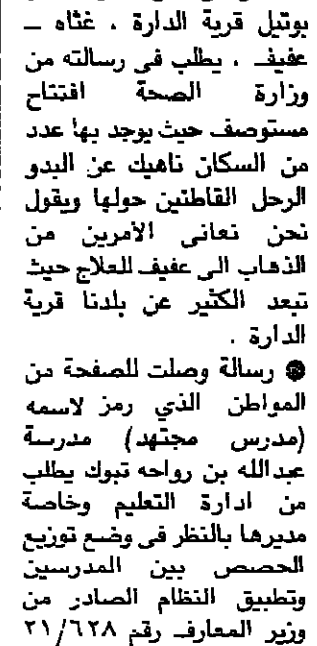 بوتيل قرية الدارة ، غثاه ـ
عفيف . يطلب في رسالته من
وزارة الصحة افتتاح
مستوصف حيث يوجد بها عدد
من السكان ناهيك عن البدو
الرحل القاطنين حولها ويقول
نحن نعانى الأمرين من
الذهاب الى عفيف للعلاج حيث
تبعد الكثير عن بلدنا قرية
الدارة .
● رسالة وصلت للصفحة من
المواطن الذي رمز لاسمه
(مدرس مجتهد) مدرسة
عبدالله بن رواحه تبوك يطلب
من ادارة التعليم وخاصة
مديرها بالنظر فى وضع توزيع
الحصص بين المدرسين
وتطبيق النظام الصادر من
وزير المعارف رقم ٢١/٦٢٨